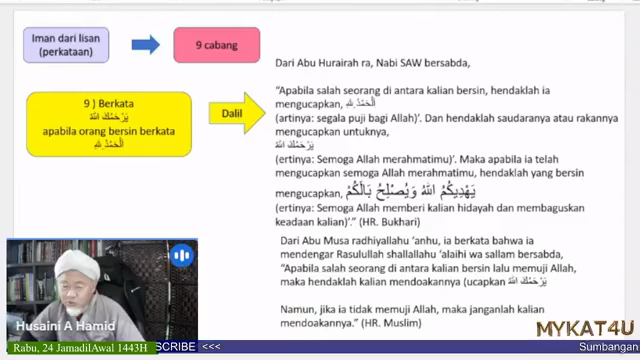 Iman dari lisan
(perkataan)
9 cabang
9 ) Berkata
يَرْحَمُكَ اللهُ
apabila orang bersin berkata
اَلْحَمْدُ لِلهِ
Dalil
Dari Abu Hurairah ra, Nabi SAW bersabda,
“Apabila salah seorang di antara kalian bersin, hendaklah ia
mengucapkan, اَلْحَمْدُ لِلهِ
(artinya: segala puji bagi Allah)’. Dan hendaklah saudaranya atau rakannya
mengucapkan untuknya,
يَرْحَمُكَ اللهُ
(ertinya: Semoga Allah merahmatimu)’. Maka apabila ia telah
mengucapkan semoga Allah merahmatimu, hendaklah yang bersin
mengucapkan, يَهْدِيكُمُ اللهُ وَيُصْلِحُ بَالَكُمْ
(ertinya: Semoga Allah memberi kalian hidayah dan membaguskan
keadaan kalian)’.” (HR. Bukhari)
Dari Abu Musa radhiyallahu ‘anhu, ia berkata bahwa ia
mendengar Rasulullah shallallahu ‘alaihi wa sallam bersabda,
“Apabila salah seorang di antara kalian bersin lalu memuji Allah,
maka hendaklah kalian mendoakannya (ucapkan يَرْحَمُكَ اللهُ
Namun, jika ia tidak memuji Allah, maka janganlah kalian
mendoakannya.” (HR. Muslim)
Husaini A Hamid
MYKAT4U
Rabu, 24 JamadilAwal 1443H
SCRIBE <<<
Sumbangan